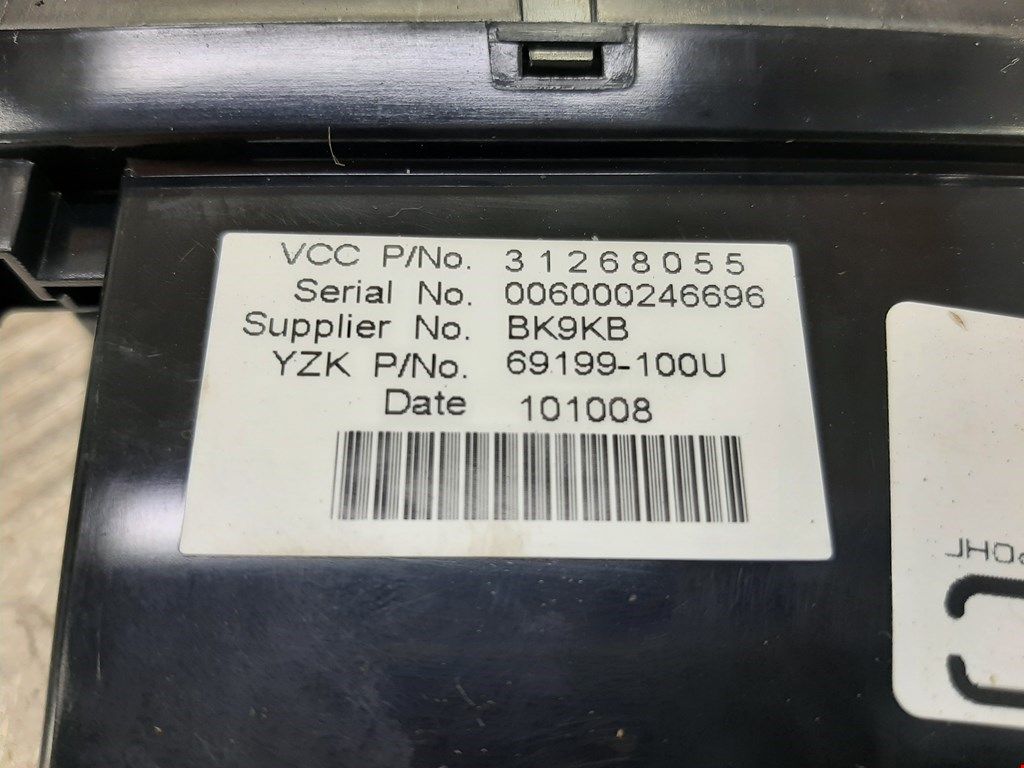 VCC P/No. 31268055
Serial No. 006000246696
Supplier No. BK9KB
YZK P/No. 69199-100U
Date 101008